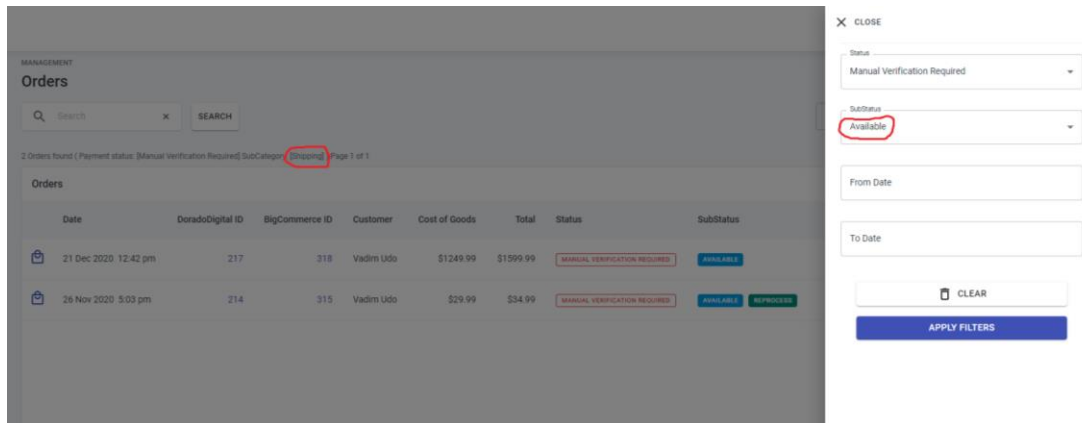 CLOSE
MANAGEMENT
Orders
Search × SEARCH
2 Orders found ( Payment status: [Manual Verification Required] SubCategory: [Shipping] Page 1 of 1
Orders
Date DoradoDigital ID BigCommerce ID Customer Cost of Goods Total Status SubStatus
21 Dec 2020 12:42 pm 217 318 Vadim Udo $1249.99 $1599.99 MANUAL VERIFICATION REQUIRED AVAILABLE
26 Nov 2020 5:03 pm 214 315 Vadim Udo $29.99 $34.99 MANUAL VERIFICATION REQUIRED AVAILABLE REPROCESS
Status
Manual Verification Required
SubStatus
Available
From Date
To Date
CLEAR
APPLY FILTERS